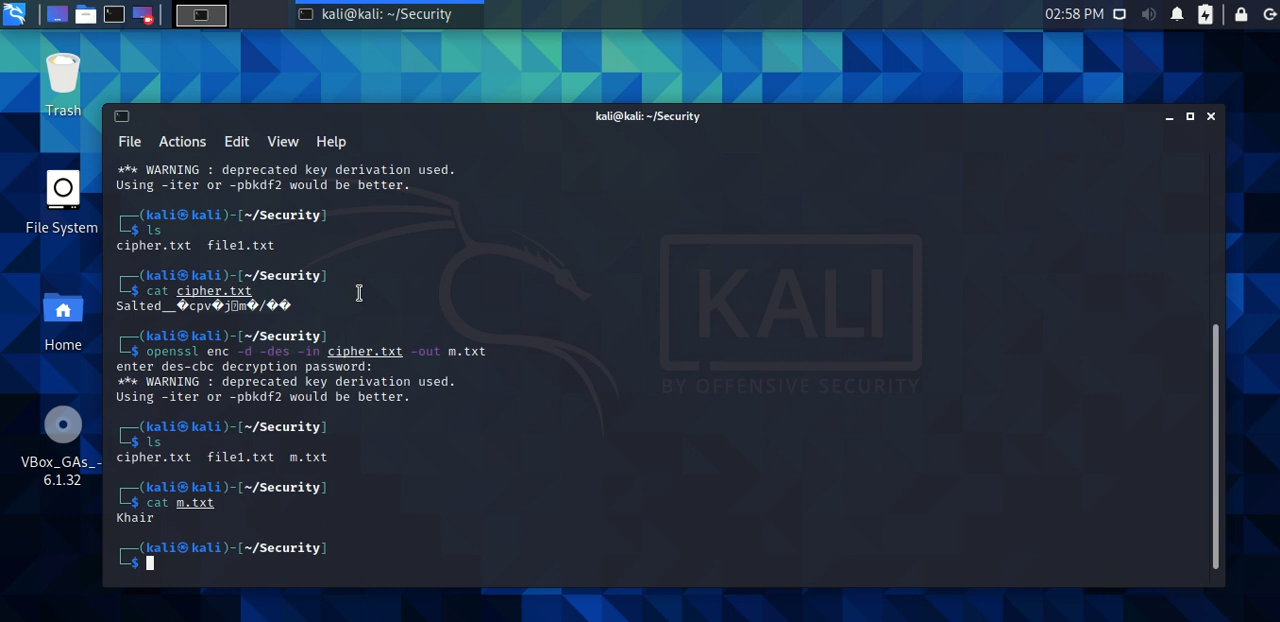 kali@kali: ~/Security
02:58 PM
Trash
File System
Home
VBox_GAs_-
6.1.32
kali@kali: ~/Security
File Actions Edit View Help
*** WARNING : deprecated key derivation used.
Using -iter or -pbkdf2 would be better.
┌──(kali㉿kali)-[~/Security]
└─$ ls
cipher.txt  file1.txt
┌──(kali㉿kali)-[~/Security]
└─$ cat cipher.txt
Salted__�cpv�j▯m�/��
┌──(kali㉿kali)-[~/Security]
└─$ openssl enc -d -des -in cipher.txt -out m.txt
enter des-cbc decryption password:
*** WARNING : deprecated key derivation used.
Using -iter or -pbkdf2 would be better.
┌──(kali㉿kali)-[~/Security]
└─$ ls
cipher.txt  file1.txt  m.txt
┌──(kali㉿kali)-[~/Security]
└─$ cat m.txt
Khair
┌──(kali㉿kali)-[~/Security]
└─$
KALI
BY OFFENSIVE SECURITY